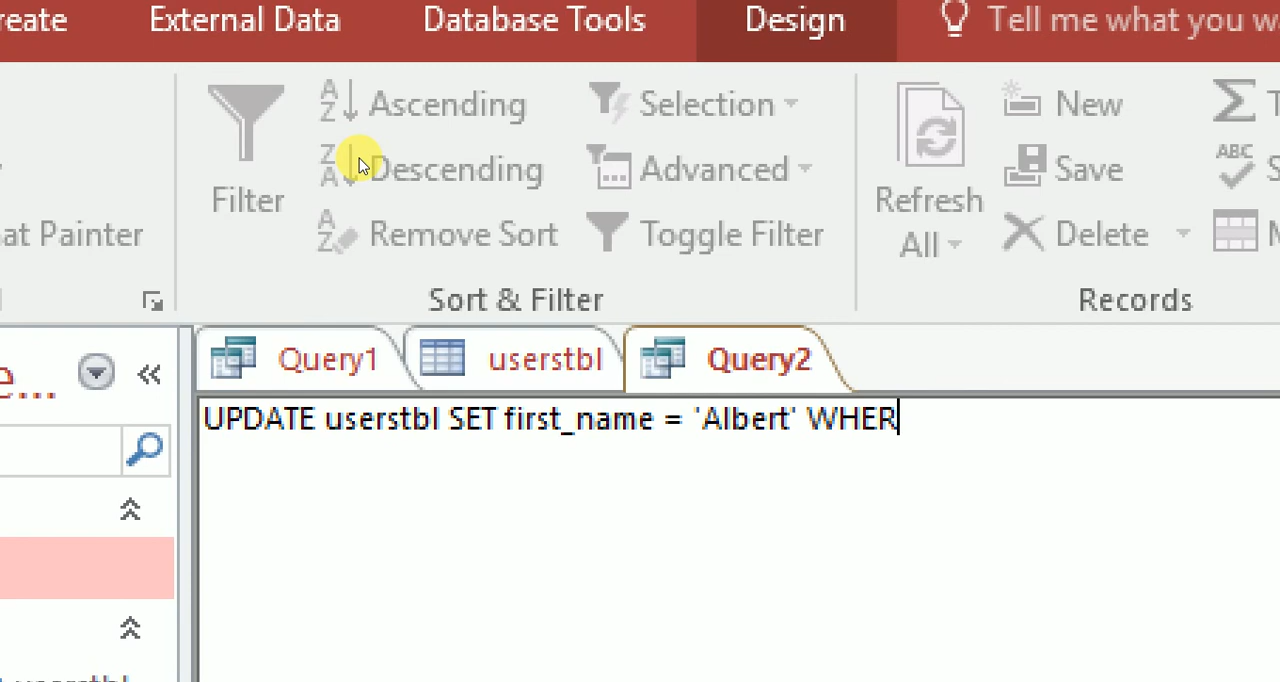 reate External Data Database Tools Design Tell me what you w
Ascending Selection New
Filter Descending Advanced Refresh All Save ABC
at Painter Remove Sort Toggle Filter Delete
Sort & Filter Records
e... Query1 userstbl Query2
UPDATE userstbl SET first_name = 'Albert' WHER
userstbl